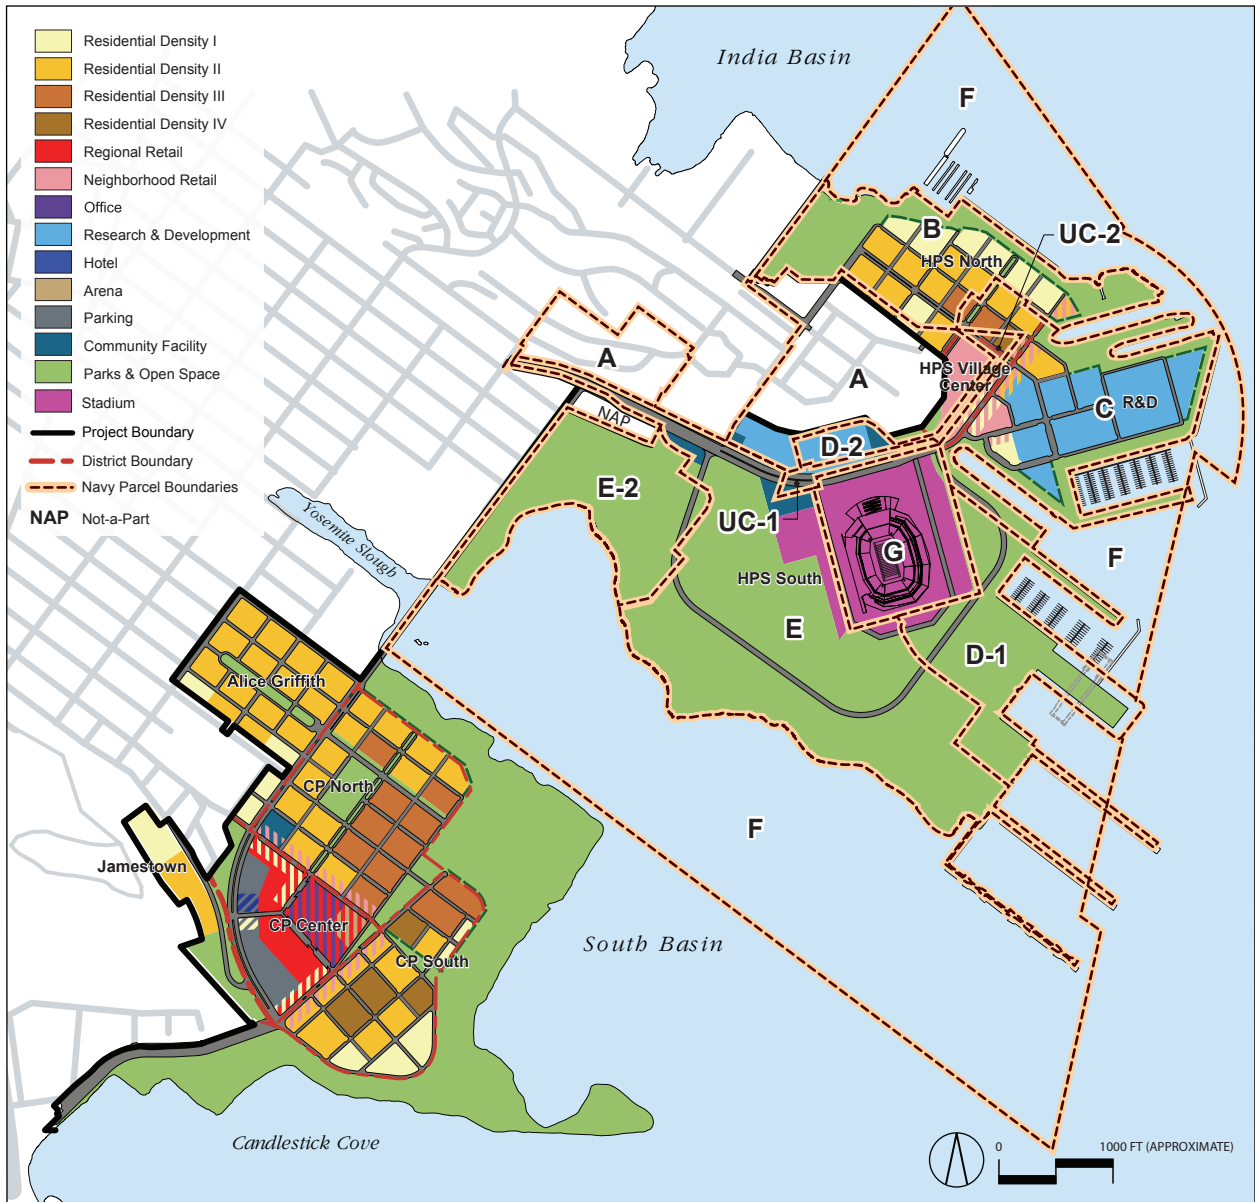 Residential Density I
Residential Density II
Residential Density III
Residential Density IV
Regional Retail
Neighborhood Retail
Office
Research & Development
Hotel
Arena
Parking
Community Facility
Parks & Open Space
Stadium
Project Boundary
District Boundary
Navy Parcel Boundaries
NAP Not-a-Part
India Basin
F
B
HPS North
UC-2
A
A
HPS Village
Center
C
R&D
NAP
D-2
E-2
UC-1
G
F
HPS South
E
D-1
Yosemite Slough
Alice Griffith
CP North
F
Jamestown
CP Center
CP South
South Basin
Candlestick Cove
0 1000 FT (APPROXIMATE)